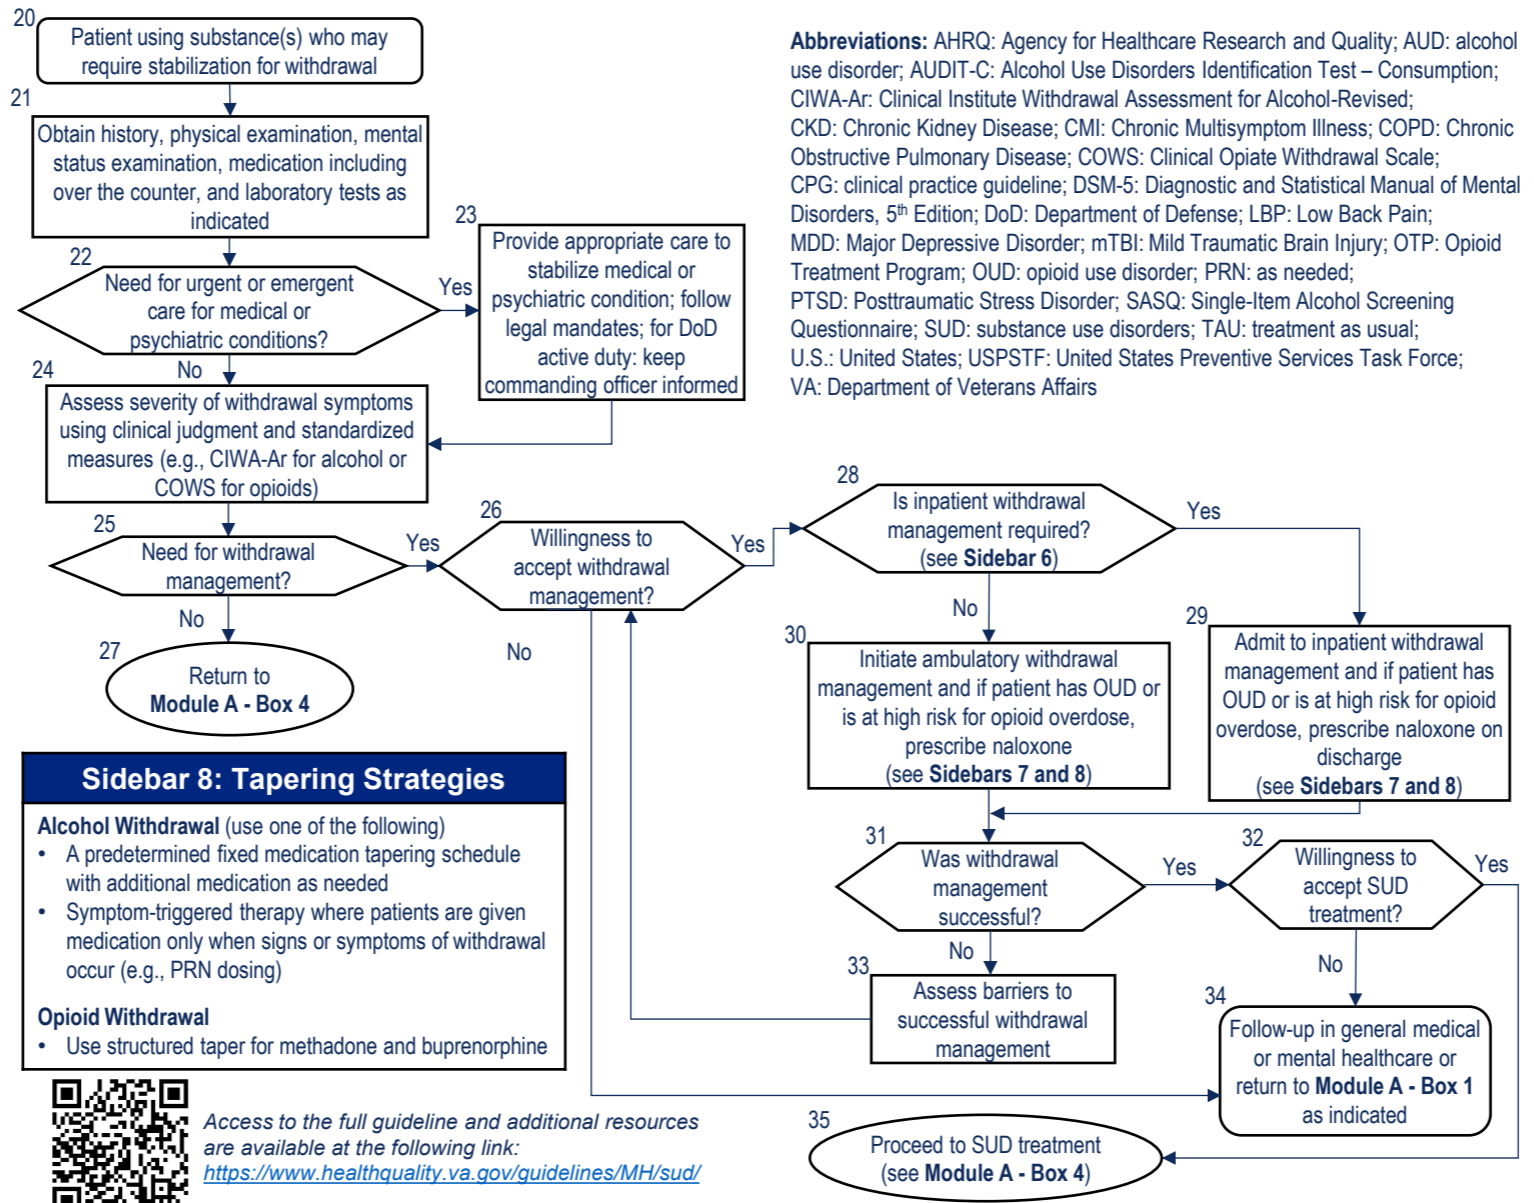 20
Patient using substance(s) who may
require stabilization for withdrawal
21
Obtain history, physical examination, mental
status examination, medication including
over the counter, and laboratory tests as
indicated
22
Need for urgent or emergent
care for medical or
psychiatric conditions?
Yes
No
23
Provide appropriate care to
stabilize medical or
psychiatric condition; follow
legal mandates; for DoD
active duty: keep
commanding officer informed
24
Assess severity of withdrawal symptoms
using clinical judgment and standardized
measures (e.g., CIWA-Ar for alcohol or
COWS for opioids)
25
Need for withdrawal
management?
Yes
No
26
Willingness to
accept withdrawal
management?
Yes
No
27
Return to
Module A - Box 4
Abbreviations: AHRQ: Agency for Healthcare Research and Quality; AUD: alcohol
use disorder; AUDIT-C: Alcohol Use Disorders Identification Test – Consumption;
CIWA-Ar: Clinical Institute Withdrawal Assessment for Alcohol-Revised;
CKD: Chronic Kidney Disease; CMI: Chronic Multisymptom Illness; COPD: Chronic
Obstructive Pulmonary Disease; COWS: Clinical Opiate Withdrawal Scale;
CPG: clinical practice guideline; DSM-5: Diagnostic and Statistical Manual of Mental
Disorders, 5th Edition; DoD: Department of Defense; LBP: Low Back Pain;
MDD: Major Depressive Disorder; mTBI: Mild Traumatic Brain Injury; OTP: Opioid
Treatment Program; OUD: opioid use disorder; PRN: as needed;
PTSD: Posttraumatic Stress Disorder; SASQ: Single-Item Alcohol Screening
Questionnaire; SUD: substance use disorders; TAU: treatment as usual;
U.S.: United States; USPSTF: United States Preventive Services Task Force;
VA: Department of Veterans Affairs
28
Is inpatient withdrawal
management required?
(see Sidebar 6)
Yes
No
29
Admit to inpatient withdrawal
management and if patient has
OUD or is at high risk for opioid
overdose, prescribe naloxone on
discharge
(see Sidebars 7 and 8)
30
Initiate ambulatory withdrawal
management and if patient has OUD or
is at high risk for opioid overdose,
prescribe naloxone
(see Sidebars 7 and 8)
31
Was withdrawal
management
successful?
Yes
No
32
Willingness to
accept SUD
treatment?
Yes
No
33
Assess barriers to
successful withdrawal
management
34
Follow-up in general medical
or mental healthcare or
return to Module A - Box 1
as indicated
35
Proceed to SUD treatment
(see Module A - Box 4)
Sidebar 8: Tapering Strategies
Alcohol Withdrawal (use one of the following)
• A predetermined fixed medication tapering schedule
with additional medication as needed
• Symptom-triggered therapy where patients are given
medication only when signs or symptoms of withdrawal
occur (e.g., PRN dosing)
Opioid Withdrawal
• Use structured taper for methadone and buprenorphine
Access to the full guideline and additional resources
are available at the following link:
https://www.healthquality.va.gov/guidelines/MH/sud/